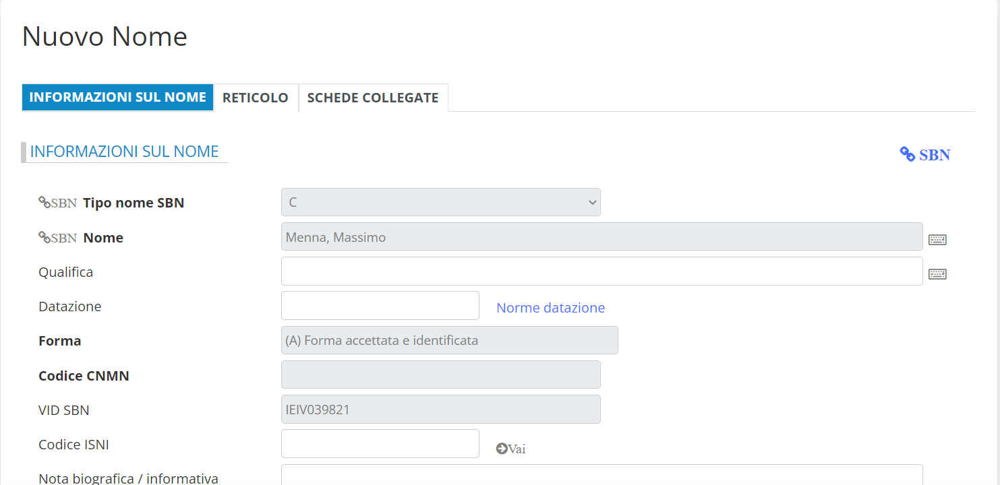 Nuovo Nome
INFORMAZIONI SUL NOME RETICOLO SCHEDE COLLEGATE
INFORMAZIONI SUL NOME SBN
SBN Tipo nome SBN C
SBN Nome Menna, Massimo
Qualifica
Datazione Norme datazione
Forma (A) Forma accettata e identificata
Codice CNMN
VID SBN IEIV039821
Codice ISNI Vai
Nota biografica / informativa